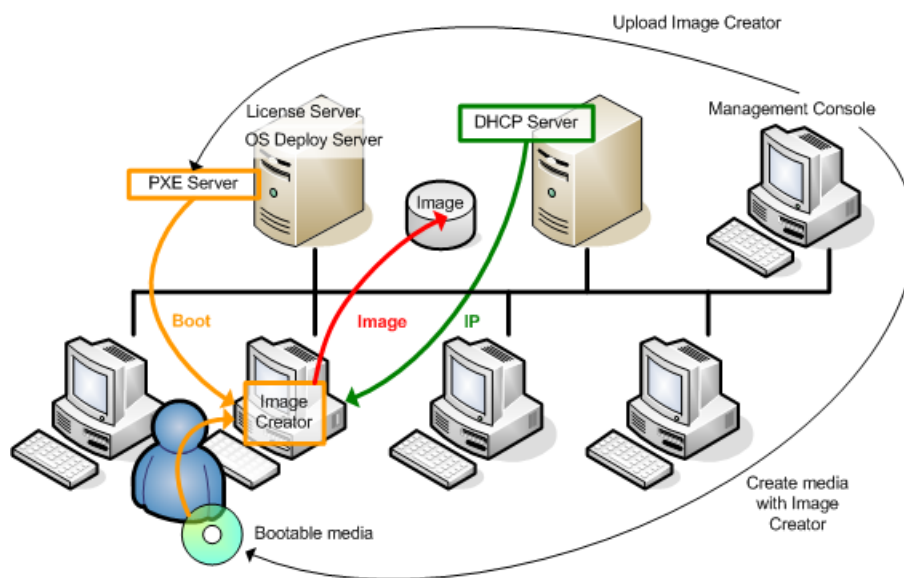 Upload Image Creator
License Server
OS Deploy Server
DHCP Server
Management Console
PXE Server
Image
Boot
Image
IP
Image
Creator
Create media
with Image
Creator
Bootable media